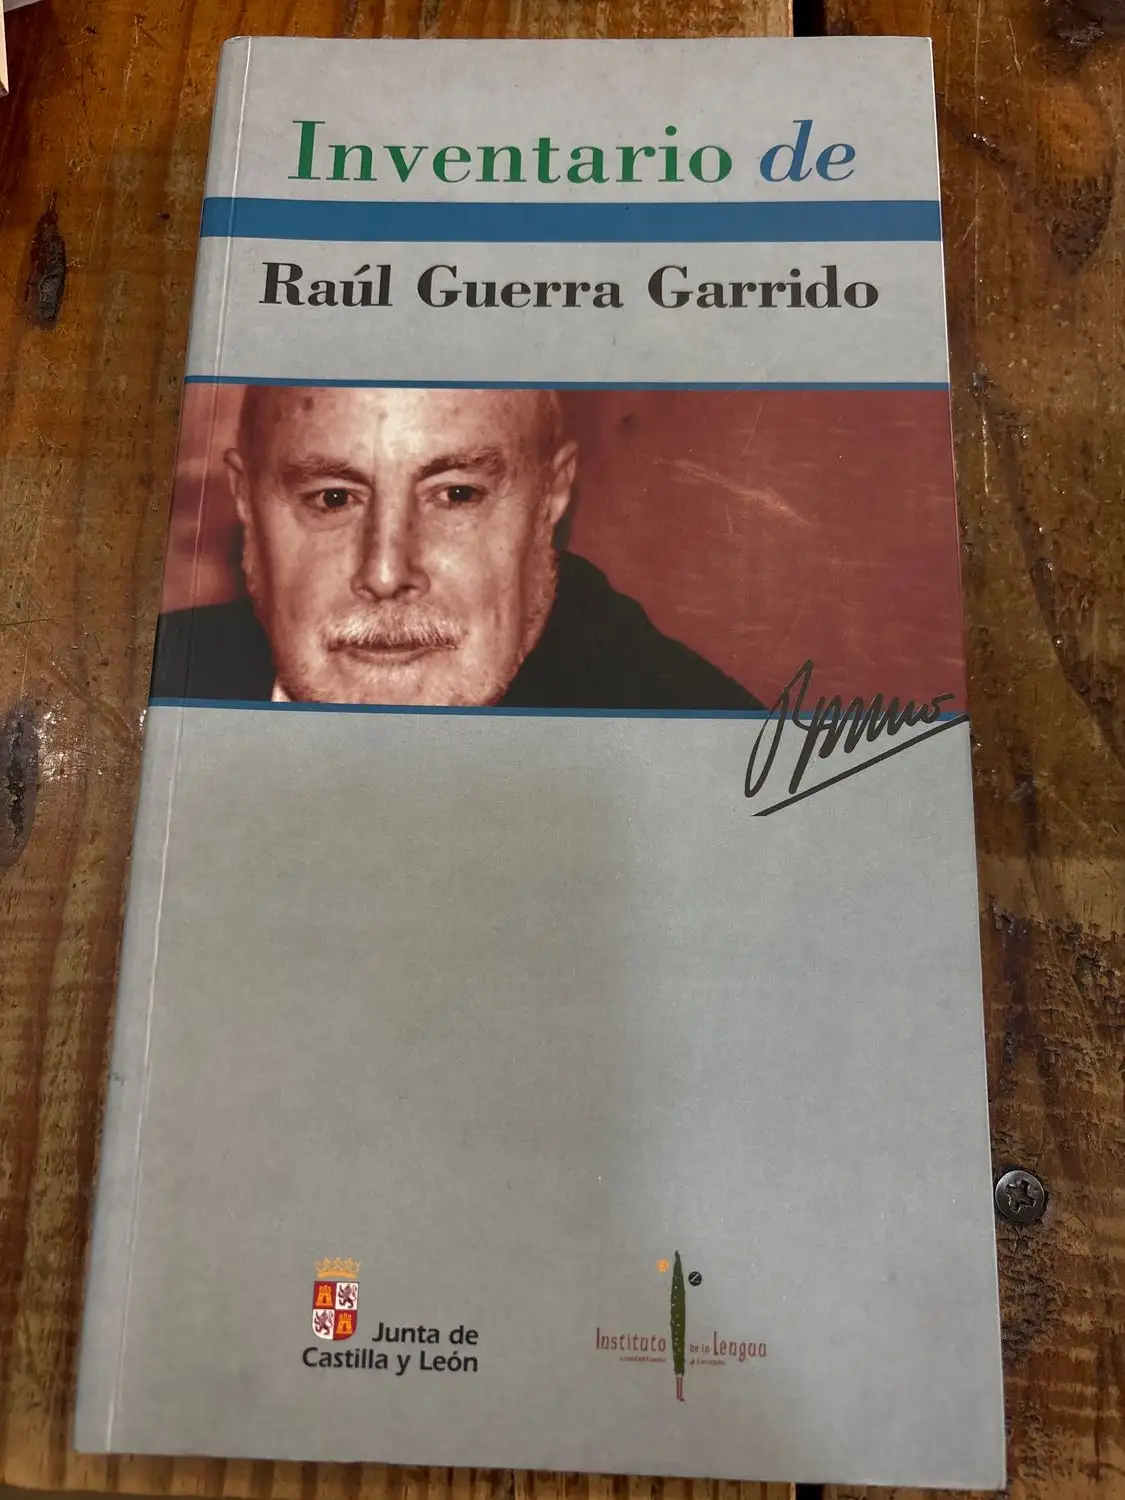 Inventario de
Raúl Guerra Garrido
Junta de
Castilla y León
Instituto de la Lengua